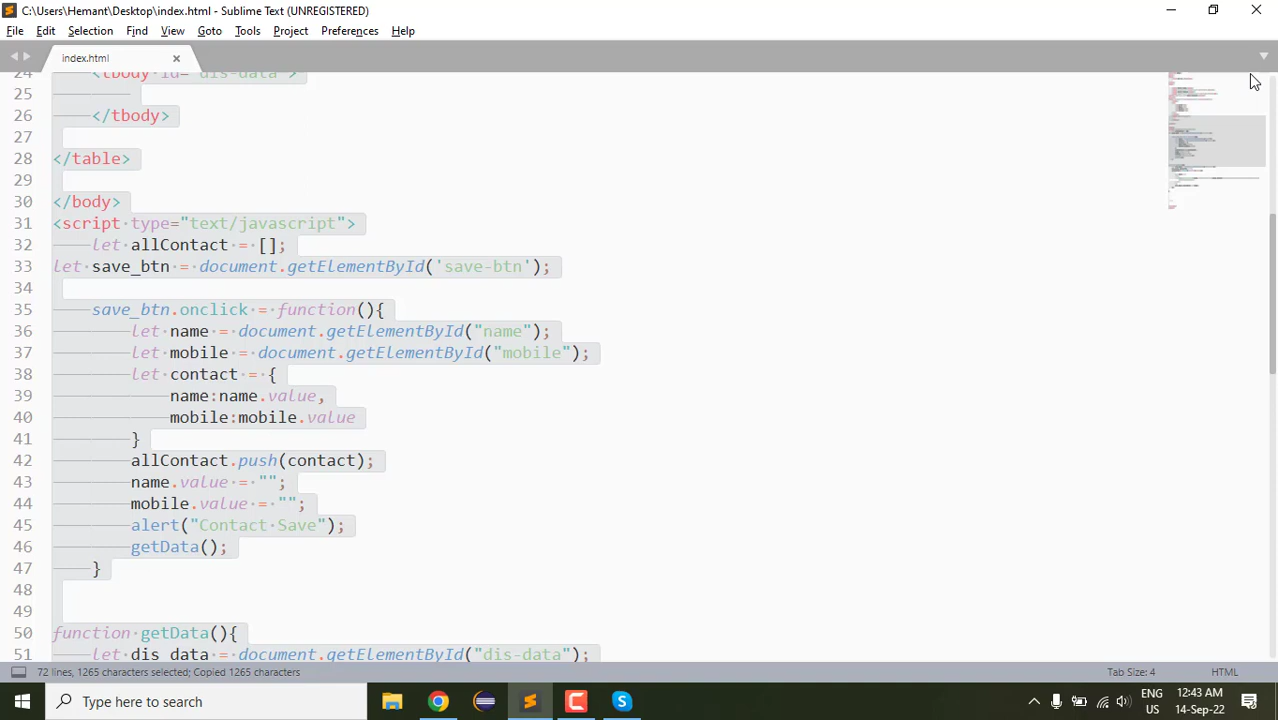 C:\Users\Hemant\Desktop\index.html - Sublime Text (UNREGISTERED)
File Edit Selection Find View Goto Tools Project Preferences Help
index.html
24 <tbody id="dis-data">
25
26 </tbody>
27
28 </table>
29
30 </body>
31 <script type="text/javascript">
32 let allContact = [];
33 let save_btn = document.getElementById('save-btn');
34
35 save_btn.onclick = function(){
36 let name = document.getElementById("name");
37 let mobile = document.getElementById("mobile");
38 let contact = {
39 name:name.value,
40 mobile:mobile.value
41 }
42 allContact.push(contact);
43 name.value = "";
44 mobile.value = "";
45 alert("Contact Save");
46 getData();
47 }
48
49
50 function getData(){
51 let dis_data = document.getElementById("dis-data");
72 lines, 1265 characters selected; Copied 1265 characters
Tab Size: 4
HTML
Type here to search
ENG
US
12:43 AM
14-Sep-22